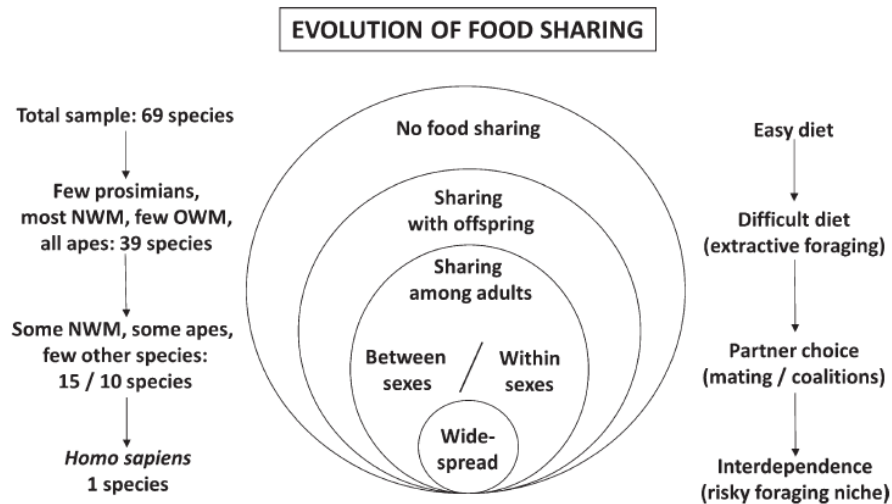 EVOLUTION OF FOOD SHARING
Total sample: 69 species
Few prosimians,
most NWM, few OWM,
all apes: 39 species
Some NWM, some apes,
few other species:
15 / 10 species
Homo sapiens
1 species
No food sharing
Sharing
with offspring
Sharing
among adults
Between
sexes
/
Within
sexes
Wide-
spread
Easy diet
Difficult diet
(extractive foraging)
Partner choice
(mating / coalitions)
Interdependence
(risky foraging niche)